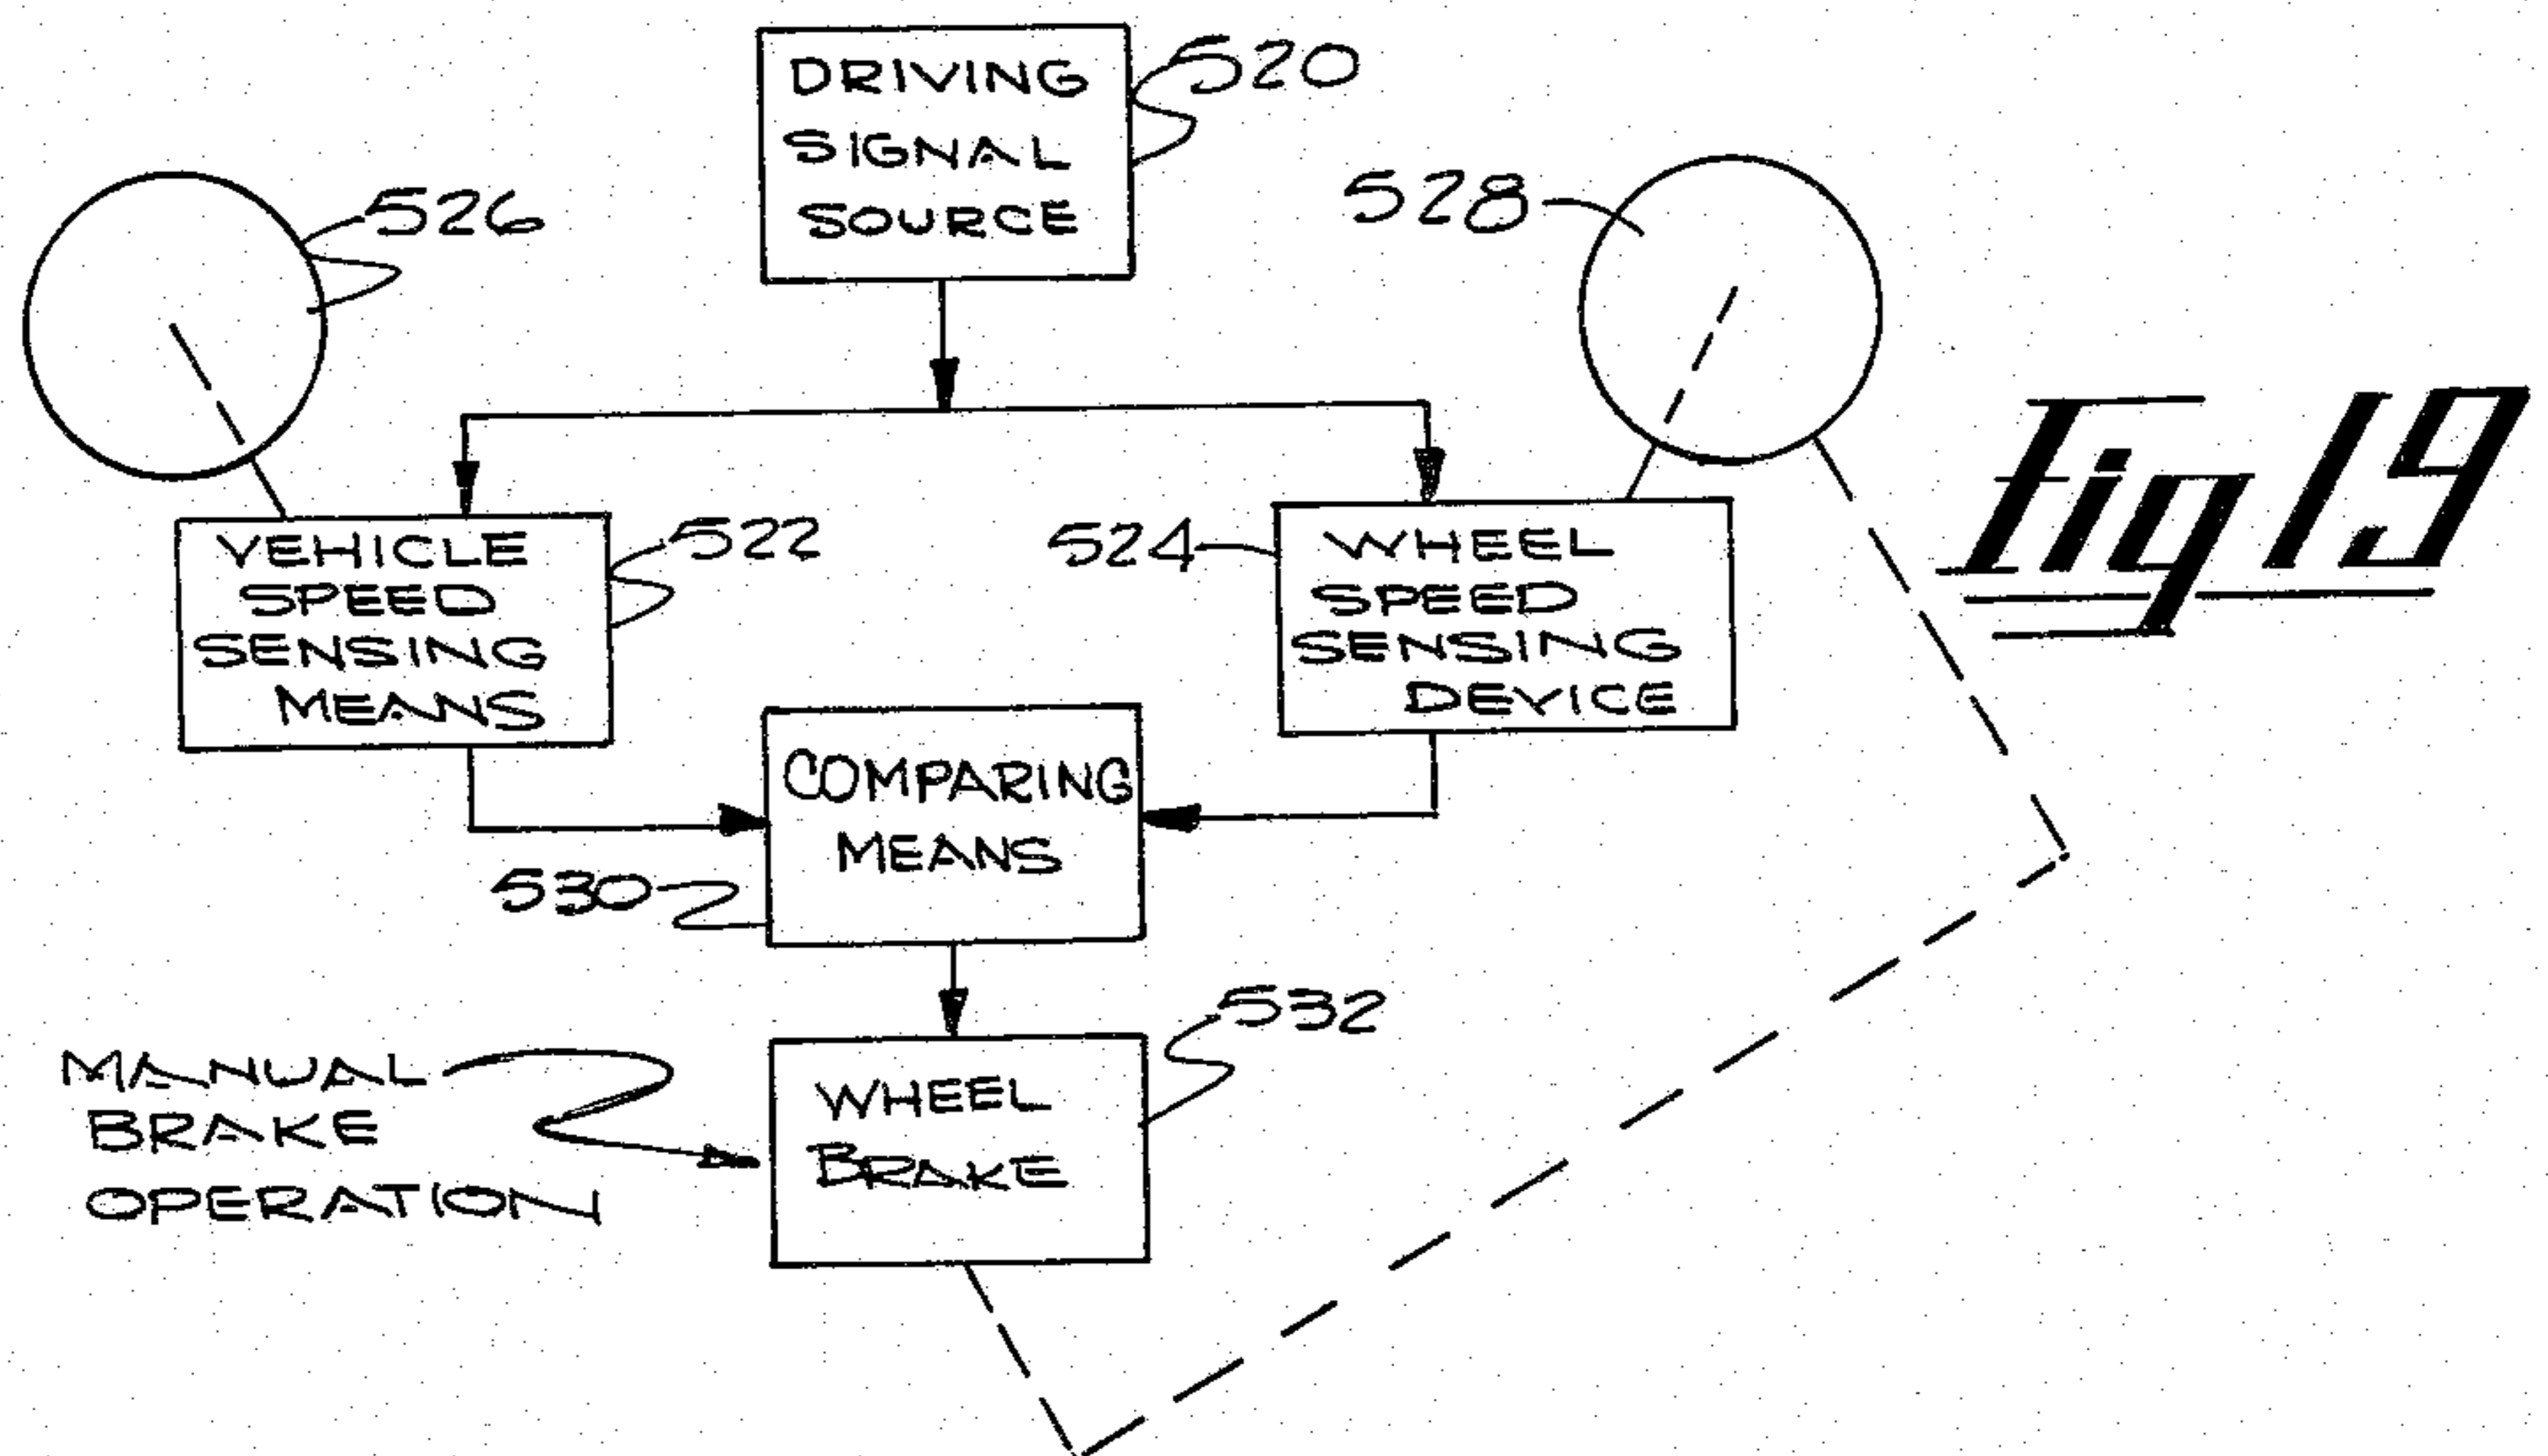 DRIVING
SIGNAL
SOURCE
520
526
528
Fig 19
VEHICLE
SPEED
SENSING
MEANS
522
524
WHEEL
SPEED
SENSING
DEVICE
COMPARING
MEANS
530
532
MANUAL
BRAKE
OPERATION
WHEEL
BRAKE